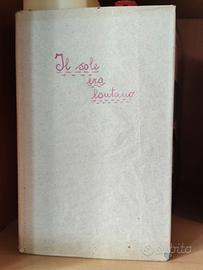 Il sole
era
lontano
subito